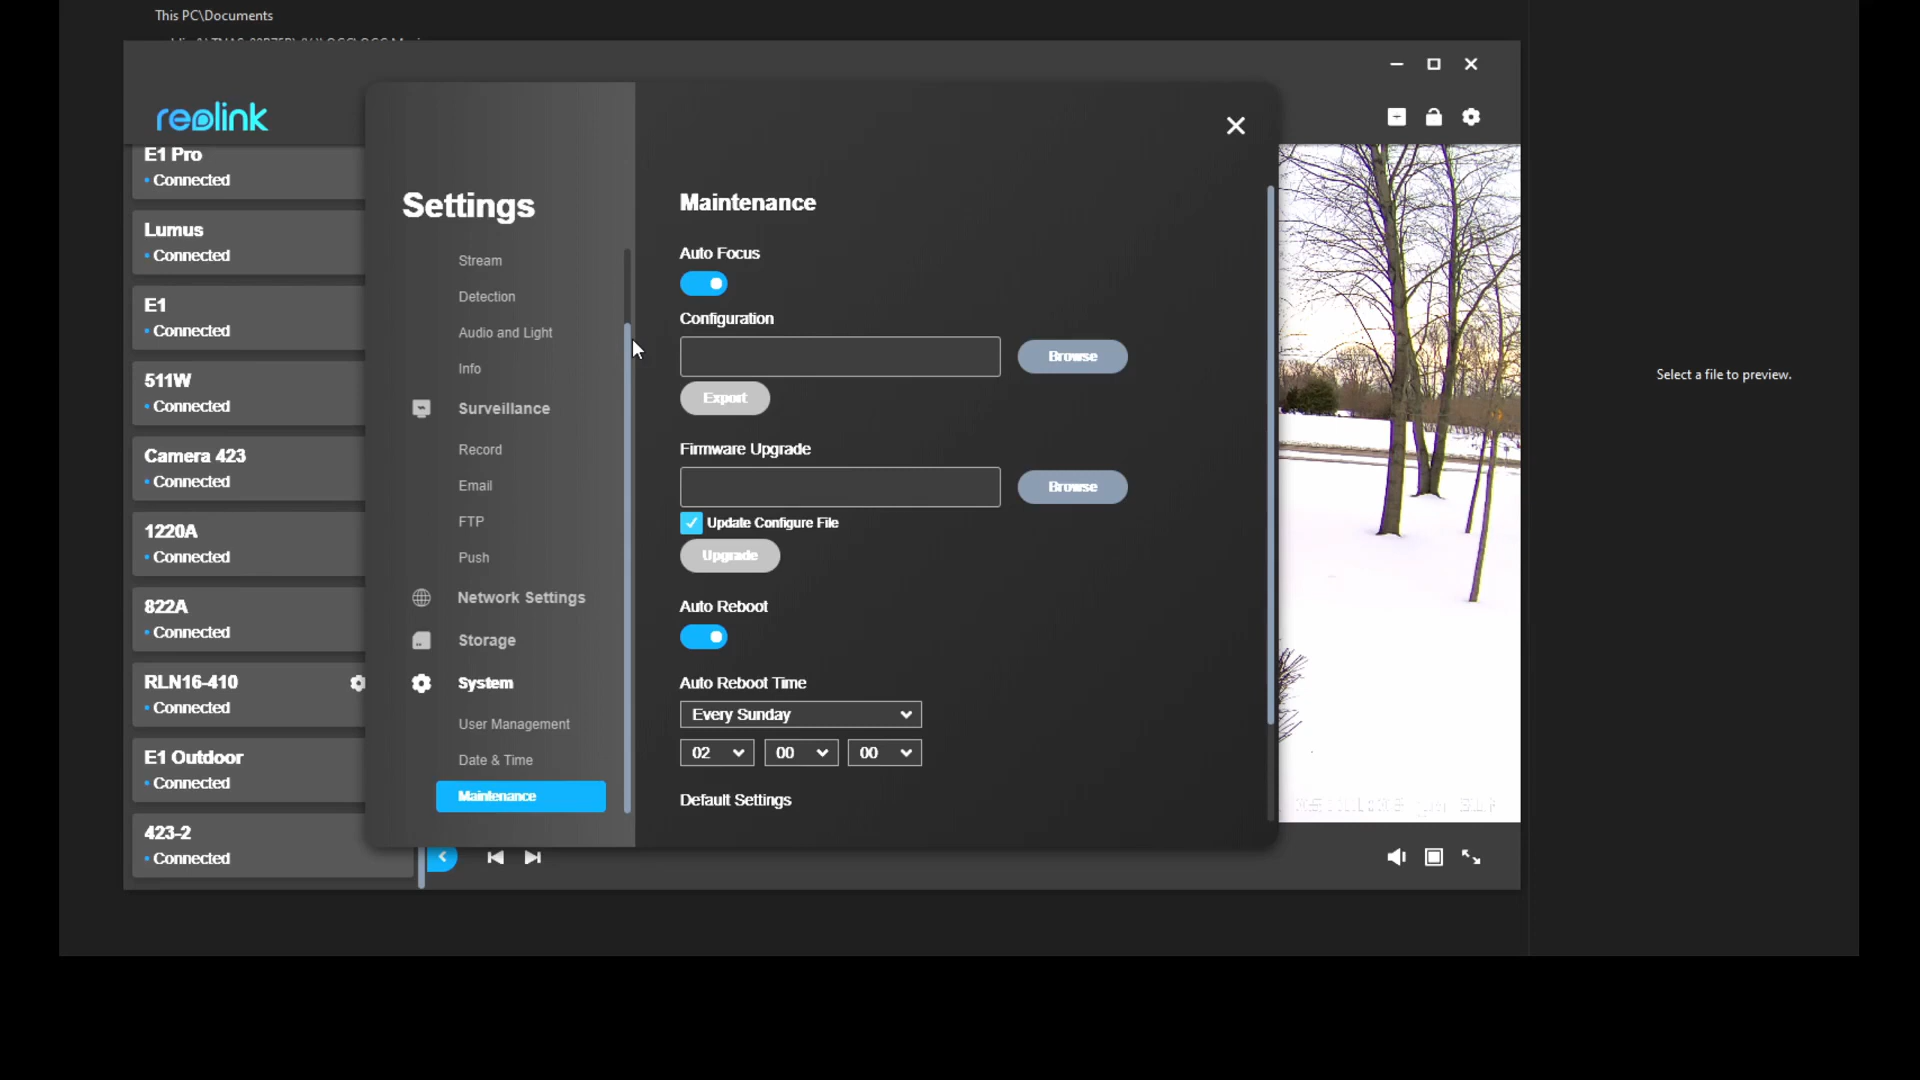 This PC\Documents
reolink
E1 Pro
Connected
Lumus
Connected
E1
Connected
511W
Connected
Camera 423
Connected
1220A
Connected
822A
Connected
RLN16-410
Connected
E1 Outdoor
Connected
423-2
Connected
Settings
Stream
Detection
Audio and Light
Info
Surveillance
Record
Email
FTP
Push
Network Settings
Storage
System
User Management
Date & Time
Maintenance
Maintenance
Auto Focus
Configuration
Browse
Export
Firmware Upgrade
Browse
Update Configure File
Upgrade
Auto Reboot
Auto Reboot Time
Every Sunday
02 00 00
Default Settings
Select a file to preview.